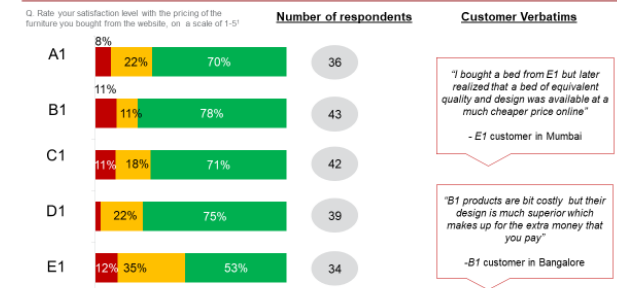 Q. Rate your satisfaction level with the pricing of the
furniture you bought from the website, on a scale of 1-5¹
Number of respondents
Customer Verbatims
8%
A1
22%
70%
36
11%
B1
11%
78%
43
C1
11%
18%
71%
42
D1
22%
75%
39
E1
12%
35%
53%
34
"I bought a bed from E1 but later
realized that a bed of equivalent
quality and design was available at a
much cheaper price online"
- E1 customer in Mumbai
"B1 products are bit costly but their
design is much superior which
makes up for the extra money that
you pay"
-B1 customer in Bangalore